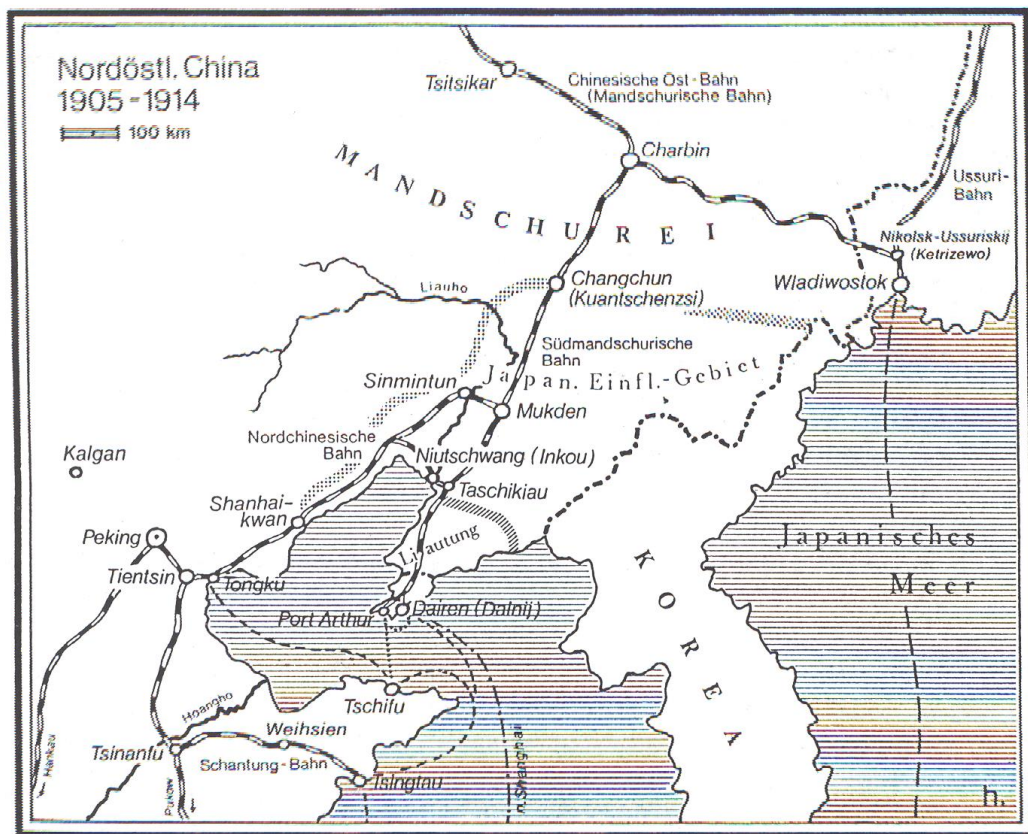 Nordöstl. China
1905-1914
100 km
Tsitsikar
Chinesische Ost-Bahn
(Mandschurische Bahn)
Charbin
MANDSCHUREI
Ussuri-
Bahn
Nikolsk-Ussuriskij
(Ketrizewo)
Wladiwostok
Changchun
(Kuantschenzsi)
Liauho
Südmandschurische
Bahn
Japan. Einfl.-Gebiet
Sinmintun
Mukden
Nordchinesische
Bahn
Niutschwang (Inkou)
Kalgan
Taschikiau
Shanhai-
kwan
Peking
Liautung
Japanisches
Meer
KOREA
Tientsin
Tongku
Port Arthur
Dairen (Dalnij)
Tschifu
Hoangho
Weihsien
Tsinanfu
Schantung-Bahn
Tsingtau
Hankau
Pukow
n. Shanghai
h.